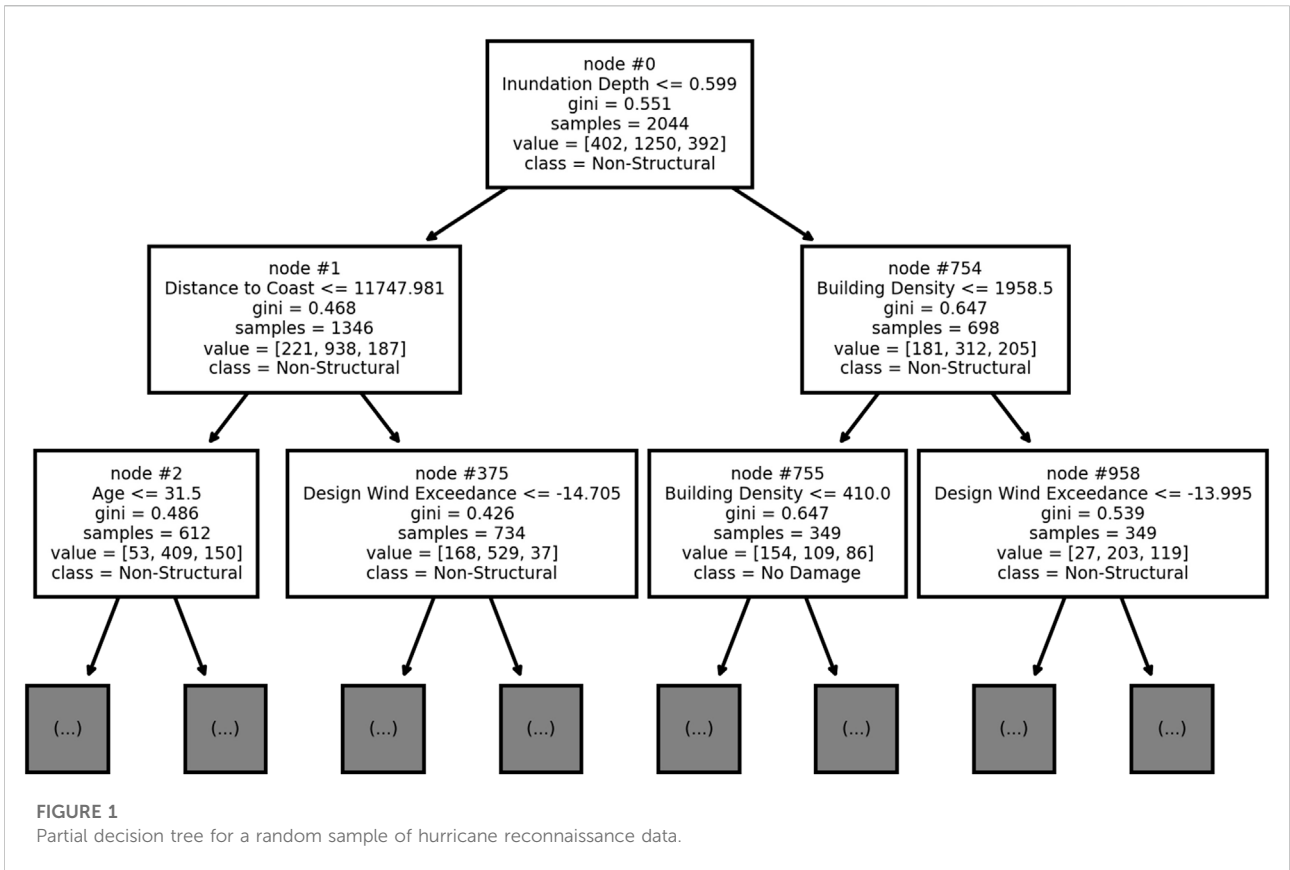 node #0
Inundation Depth <= 0.599
gini = 0.551
samples = 2044
value = [402, 1250, 392]
class = Non-Structural
node #1
Distance to Coast <= 11747.981
gini = 0.468
samples = 1346
value = [221, 938, 187]
class = Non-Structural
node #754
Building Density <= 1958.5
gini = 0.647
samples = 698
value = [181, 312, 205]
class = Non-Structural
node #2
Age <= 31.5
gini = 0.486
samples = 612
value = [53, 409, 150]
class = Non-Structural
node #375
Design Wind Exceedance <= -14.705
gini = 0.426
samples = 734
value = [168, 529, 37]
class = Non-Structural
node #755
Building Density <= 410.0
gini = 0.647
samples = 349
value = [154, 109, 86]
class = No Damage
node #958
Design Wind Exceedance <= -13.995
gini = 0.539
samples = 349
value = [27, 203, 119]
class = Non-Structural
(...)
(...)
(...)
(...)
(...)
(...)
(...)
(...)
FIGURE 1
Partial decision tree for a random sample of hurricane reconnaissance data.